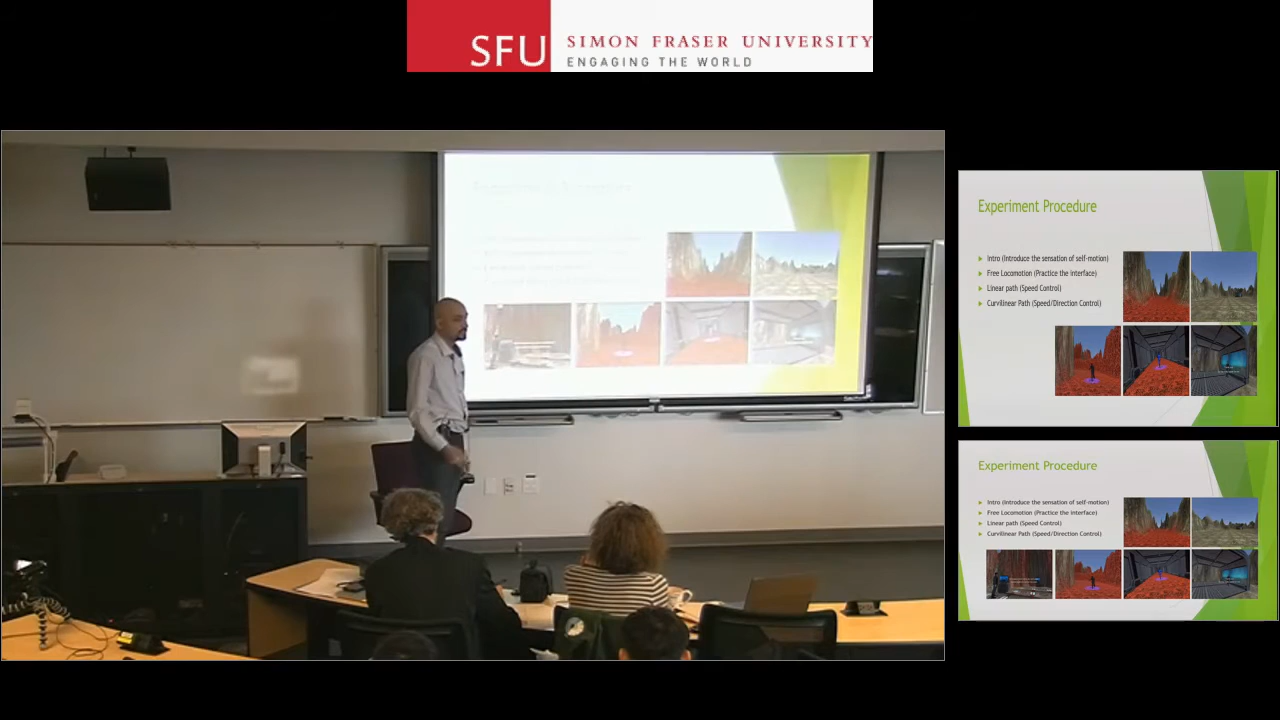 SFU
SIMON FRASER UNIVERSITY
ENGAGING THE WORLD
Experiment Procedure
Intro (Introduce the sensation of self-motion)
Free Locomotion (Practice the interface)
Linear path (Speed Control)
Curvilinear Path (Speed/Direction Control)
Experiment Procedure
Intro (Introduce the sensation of self-motion)
Free Locomotion (Practice the interface)
Linear path (Speed Control)
Curvilinear Path (Speed/Direction Control)